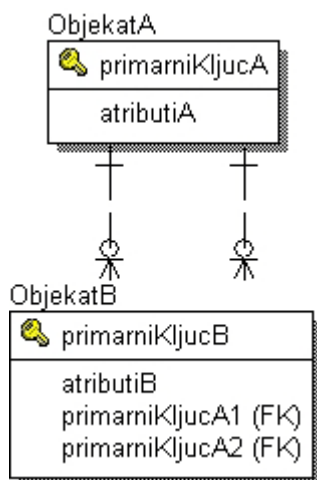 ObjekatA
primarniKljucA
atributiA
ObjekatB
primarniKljucB
atributiB
primarniKljucA1 (FK)
primarniKljucA2 (FK)